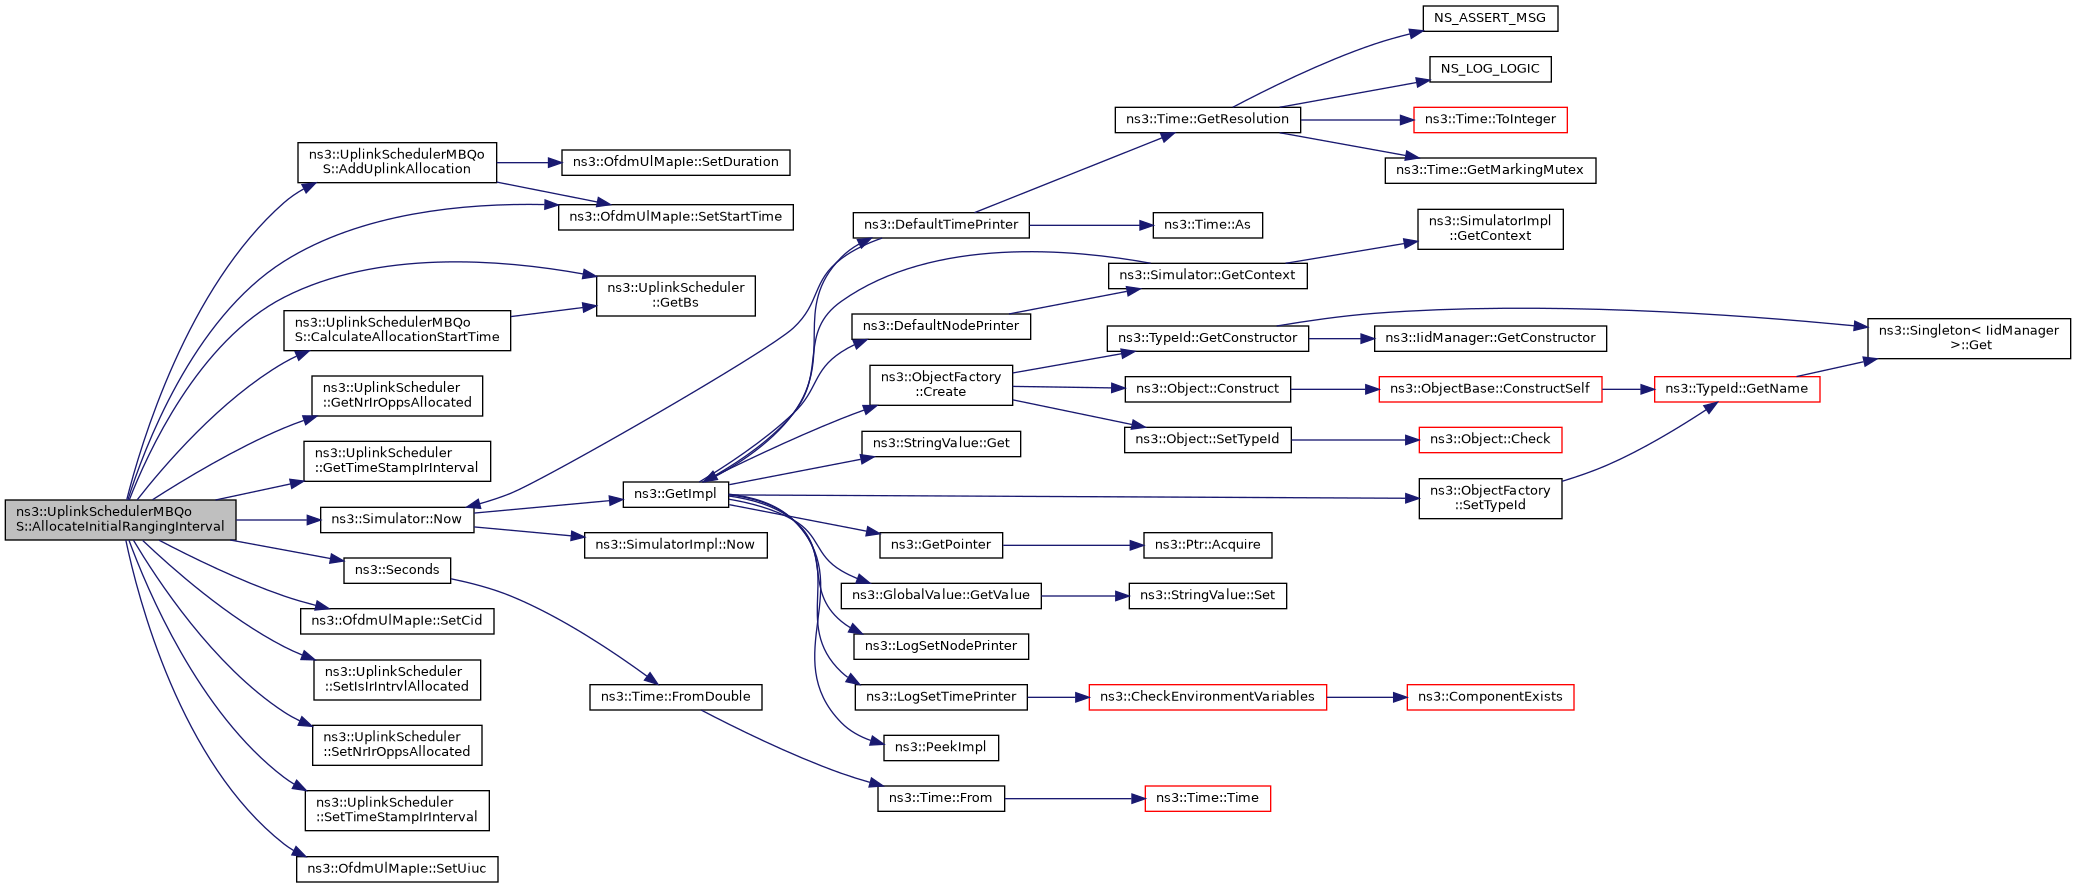 ns3::UplinkSchedulerMBQo
S::AllocateInitialRangingInterval
ns3::UplinkSchedulerMBQo
S::AddUplinkAllocation
ns3::OfdmUlMapIe::SetDuration
ns3::OfdmUlMapIe::SetStartTime
ns3::UplinkScheduler
::GetBs
ns3::UplinkSchedulerMBQo
S::CalculateAllocationStartTime
ns3::UplinkScheduler
::GetNrIrOppsAllocated
ns3::UplinkScheduler
::GetTimeStampIrInterval
ns3::Simulator::Now
ns3::SimulatorImpl::Now
ns3::Seconds
ns3::OfdmUlMapIe::SetCid
ns3::UplinkScheduler
::SetIsIrIntrvlAllocated
ns3::UplinkScheduler
::SetNrIrOppsAllocated
ns3::UplinkScheduler
::SetTimeStampIrInterval
ns3::OfdmUlMapIe::SetUiuc
ns3::GetImpl
ns3::Time::FromDouble
ns3::DefaultTimePrinter
ns3::DefaultNodePrinter
ns3::ObjectFactory
::Create
ns3::StringValue::Get
ns3::GetPointer
ns3::GlobalValue::GetValue
ns3::LogSetNodePrinter
ns3::LogSetTimePrinter
ns3::PeekImpl
ns3::Time::From
ns3::Time::GetResolution
ns3::Time::As
ns3::Simulator::GetContext
ns3::TypeId::GetConstructor
ns3::Object::Construct
ns3::Object::SetTypeId
ns3::Ptr::Acquire
ns3::StringValue::Set
ns3::CheckEnvironmentVariables
ns3::Time::Time
NS_ASSERT_MSG
NS_LOG_LOGIC
ns3::Time::ToInteger
ns3::Time::GetMarkingMutex
ns3::SimulatorImpl
::GetContext
ns3::IidManager::GetConstructor
ns3::ObjectBase::ConstructSelf
ns3::Object::Check
ns3::ObjectFactory
::SetTypeId
ns3::ComponentExists
ns3::TypeId::GetName
ns3::Singleton< IidManager
>::Get